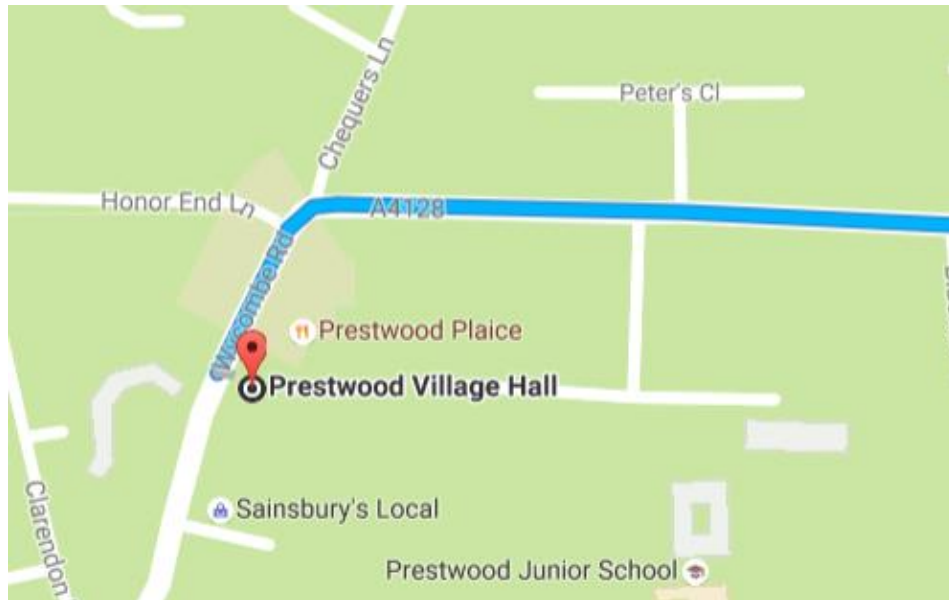 Chequers Ln
Peter's Cl
Honor End Ln
A4128
Wycombe Rd
Prestwood Plaice
Prestwood Village Hall
Sainsbury's Local
Clarendon
Prestwood Junior School